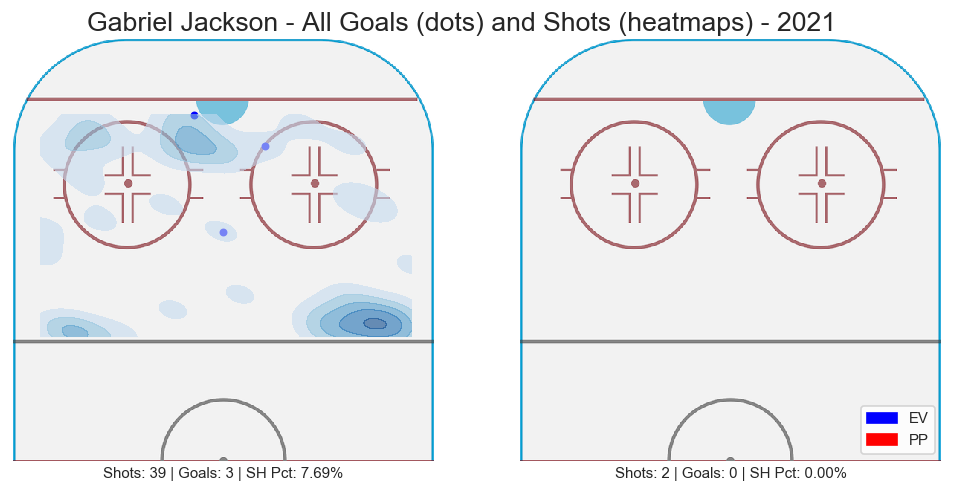 Gabriel Jackson - All Goals (dots) and Shots (heatmaps) - 2021
EV
PP
Shots: 39 | Goals: 3 | SH Pct: 7.69%
Shots: 2 | Goals: 0 | SH Pct: 0.00%